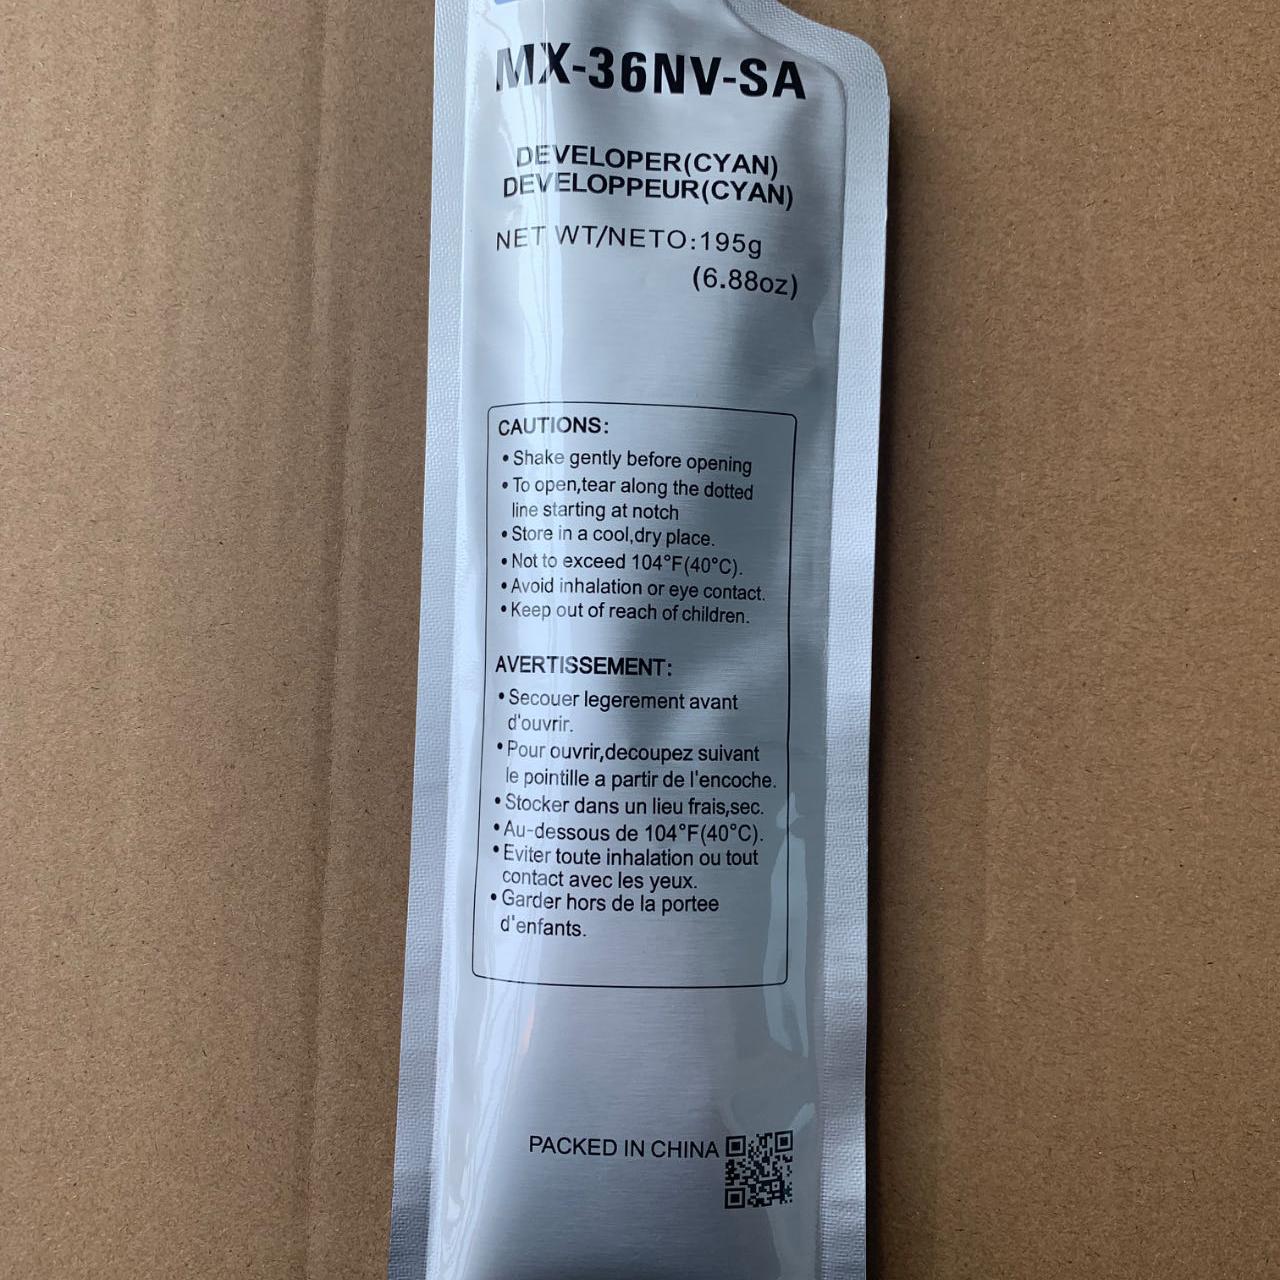 MX-36NV-SA
DEVELOPER(CYAN)
DEVELOPPEUR(CYAN)
NET WT/NETO:195g
(6.88oz)
CAUTIONS:
• Shake gently before opening
• To open,tear along the dotted
line starting at notch
• Store in a cool,dry place.
• Not to exceed 104°F(40°C).
• Avoid inhalation or eye contact.
• Keep out of reach of children.
AVERTISSEMENT:
• Secouer legerement avant
d'ouvrir.
• Pour ouvrir,decoupez suivant
le pointille a partir de l'encoche.
• Stocker dans un lieu frais,sec.
• Au-dessous de 104°F(40°C).
• Eviter toute inhalation ou tout
contact avec les yeux.
• Garder hors de la portee
d'enfants.
PACKED IN CHINA